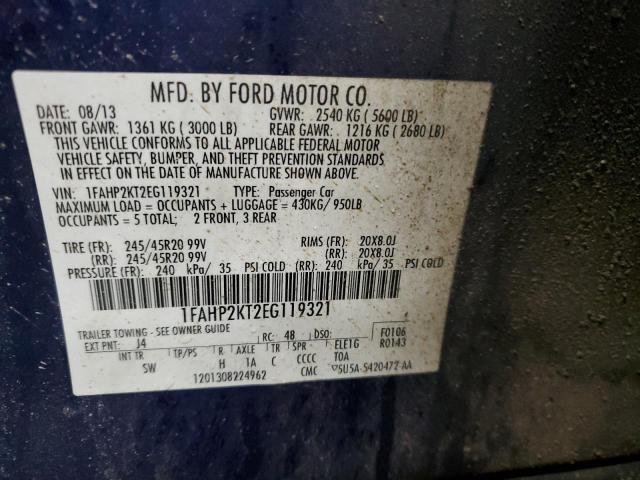 MFD. BY FORD MOTOR CO.
DATE: 08/13 GVWR: 2540 KG ( 5600 LB)
FRONT GAWR: 1361 KG ( 3000 LB) REAR GAWR: 1216 KG ( 2680 LB)
THIS VEHICLE CONFORMS TO ALL APPLICABLE FEDERAL MOTOR
VEHICLE SAFETY, BUMPER, AND THEFT PREVENTION STANDARDS
IN EFFECT ON THE DATE OF MANUFACTURE SHOWN ABOVE.
VIN: 1FAHP2KT2EG119321 TYPE: Passenger Car
MAXIMUM LOAD = OCCUPANTS + LUGGAGE = 430KG/ 950LB
OCCUPANTS = 5 TOTAL; 2 FRONT, 3 REAR
TIRE (FR): 245/45R20 99V RIMS (FR): 20X8.0J
(RR): 245/45R20 99V (RR): 20X8.0J
PRESSURE (FR): 240 kPa/ 35 PSI COLD (RR): 240 kPa/ 35 PSI COLD
1FAHP2KT2EG119321
TRAILER TOWING - SEE OWNER GUIDE RC: 48 DSO: F0106
EXT PNT: J4 R0143
INT TR TP/PS R AXLE TR SPR ELE1G
SW H 1A C CCCC TOA
1201308224962 CMC ▽5U5A-5420472-AA